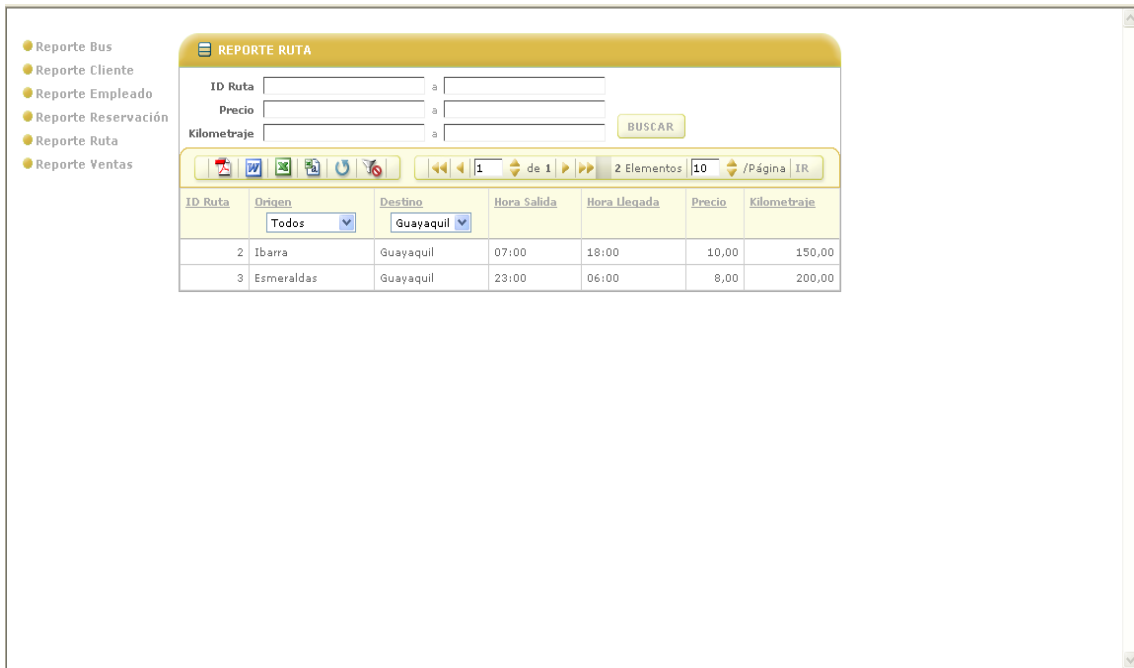 Reporte Bus
Reporte Cliente
Reporte Empleado
Reporte Reservación
Reporte Ruta
Reporte Ventas
REPORTE RUTA
ID Ruta a
Precio a
Kilometraje a
BUSCAR
1 de 1 2 Elementos 10 /Página IR
ID Ruta Origen Destino Hora Salida Hora Llegada Precio Kilometraje
Todos Guayaquil
2 Ibarra Guayaquil 07:00 18:00 10,00 150,00
3 Esmeraldas Guayaquil 23:00 06:00 8,00 200,00